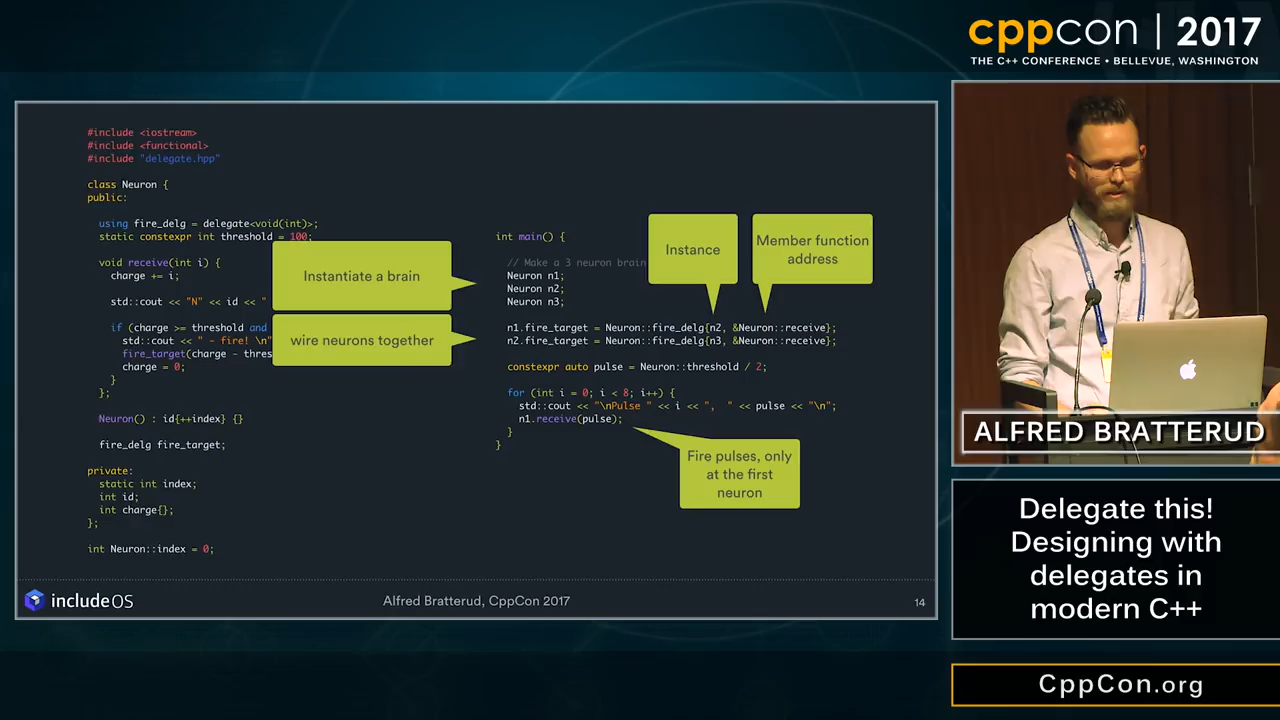 cppcon | 2017
THE C++ CONFERENCE • BELLEVUE, WASHINGTON
#include <iostream>
#include <functional>
#include "delegate.hpp"
class Neuron {
public:
using fire_delg = delegate<void(int)>;
static constexpr int threshold = 100;
void receive(int i) {
charge += i;
std::cout << "N" << id << "
if (charge >= threshold and
std::cout << " - fire! \n"
fire_target(charge - thres
charge = 0;
}
};
Neuron() : id{++index} {}
fire_delg fire_target;
private:
static int index;
int id;
int charge{};
};
int Neuron::index = 0;
Instantiate a brain
wire neurons together
int main() {
// Make a 3 neuron brain
Neuron n1;
Neuron n2;
Neuron n3;
n1.fire_target = Neuron::fire_delg{n2, &Neuron::receive};
n2.fire_target = Neuron::fire_delg{n3, &Neuron::receive};
constexpr auto pulse = Neuron::threshold / 2;
for (int i = 0; i < 8; i++) {
std::cout << "\nPulse " << i << ", " << pulse << "\n";
n1.receive(pulse);
}
}
Instance
Member function
address
Fire pulses, only
at the first
neuron
includeOS
Alfred Bratterud, CppCon 2017
14
ALFRED BRATTERUD
Delegate this!
Designing with
delegates in
modern C++
CppCon.org